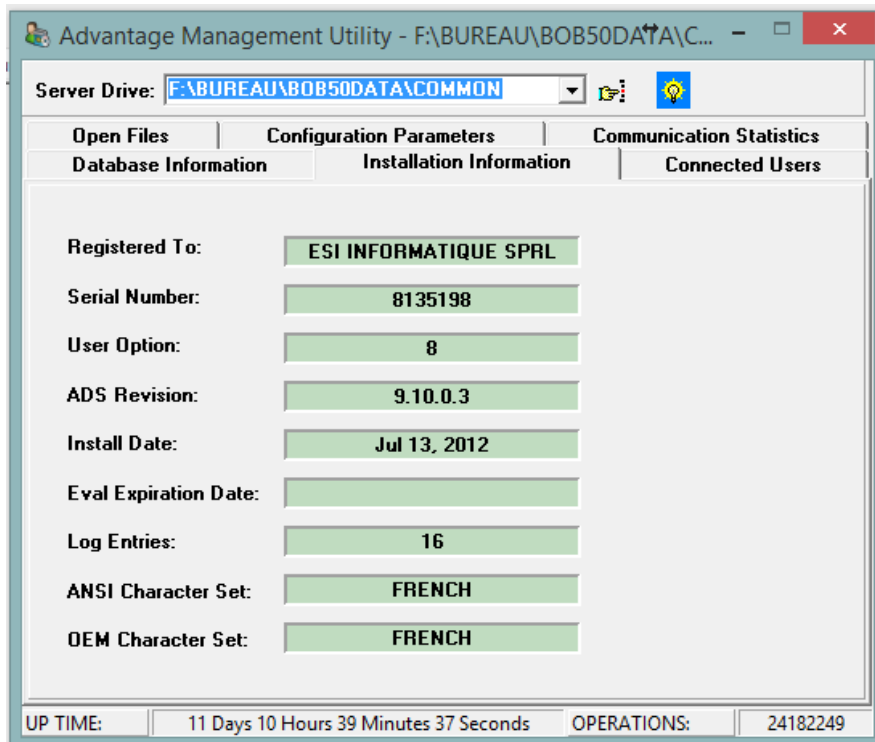 Advantage Management Utility - F:\BUREAU\BOB50DATA\C...
Server Drive: F:\BUREAU\BOB50DATA\COMMON
Open Files Configuration Parameters Communication Statistics
Database Information Installation Information Connected Users
Registered To: ESI INFORMATIQUE SPRL
Serial Number: 8135198
User Option: 8
ADS Revision: 9.10.0.3
Install Date: Jul 13, 2012
Eval Expiration Date:
Log Entries: 16
ANSI Character Set: FRENCH
OEM Character Set: FRENCH
UP TIME: 11 Days 10 Hours 39 Minutes 37 Seconds OPERATIONS: 24182249